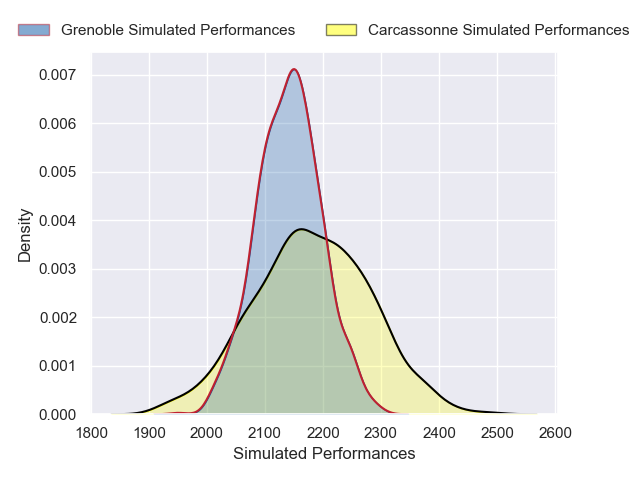 Grenoble Simulated Performances
Carcassonne Simulated Performances
0.007
0.006
0.005
0.004
0.003
0.002
0.001
0.000
Density
1800 1900 2000 2100 2200 2300 2400 2500 2600
Simulated Performances